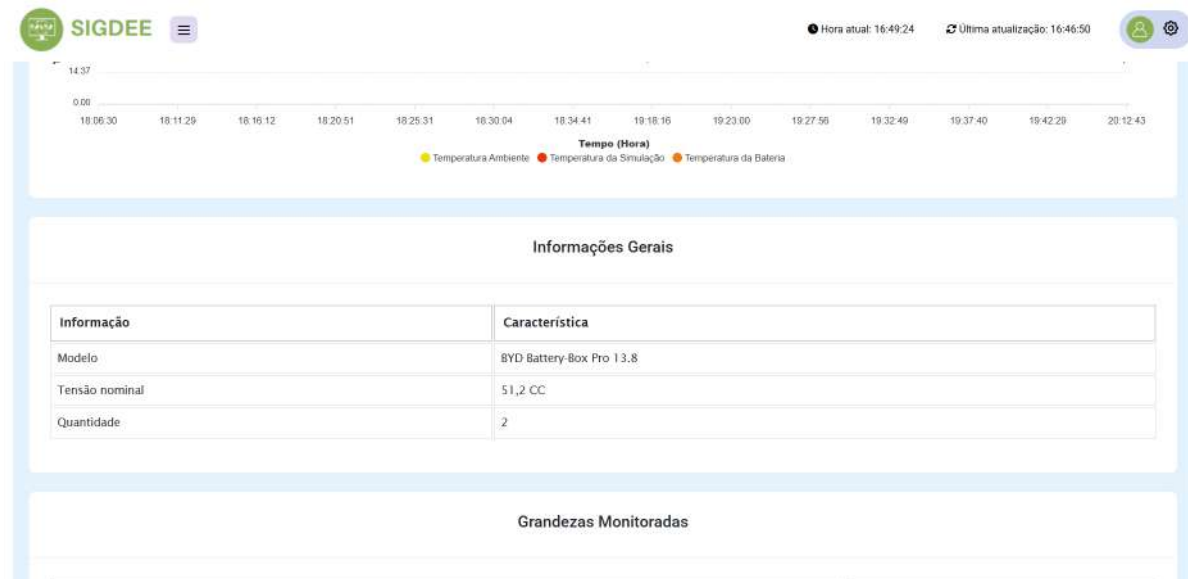 SIGDEE
Hora atual: 16:49:24
Última atualização: 16:46:50
14.37
0.00
18:06:30 18:11:29 18:16:12 18:20:51 18:25:31 18:30:04 18:34:41 19:18:16 19:23:00 19:27:56 19:32:49 19:37:40 19:42:29 20:12:43
Tempo (Hora)
Temperatura Ambiente Temperatura da Simulação Temperatura da Bateria
Informações Gerais
Informação Característica
Modelo BYD Battery-Box Pro 13.8
Tensão nominal 51,2 CC
Quantidade 2
Grandezas Monitoradas